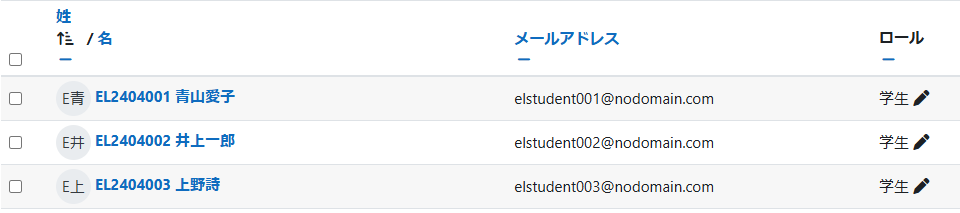 姓
/ 名 メールアドレス ロール
E青 EL2404001 青山愛子 elstudent001@nodomain.com 学生
E井 EL2404002 井上一郎 elstudent002@nodomain.com 学生
E上 EL2404003 上野詩 elstudent003@nodomain.com 学生